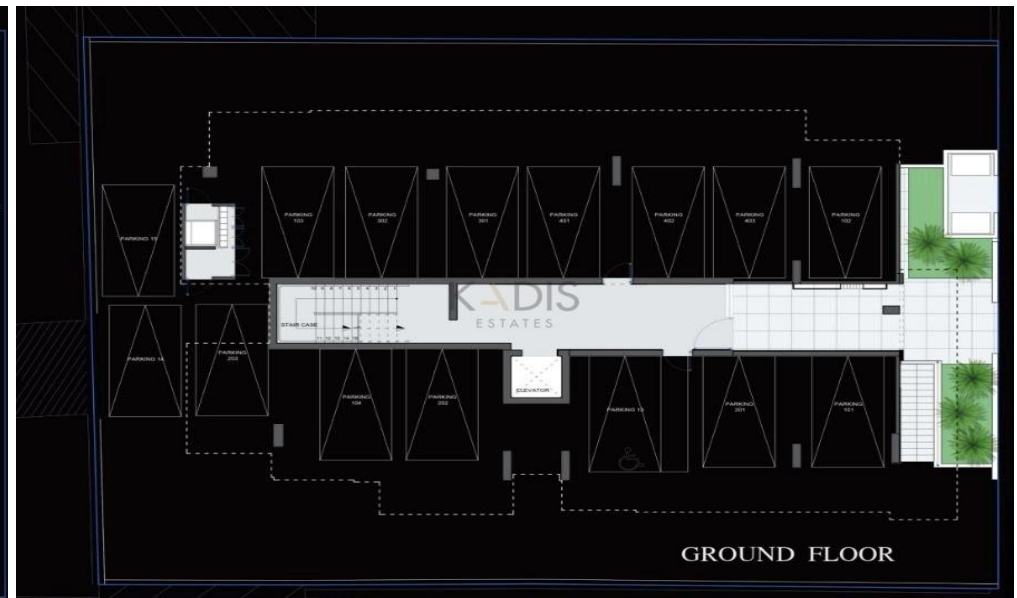 PARKING
103
PARKING
302
PARKING
301
PARKING
401
PARKING
402
PARKING
403
PARKING
102
PARKING 15
KADIS
ESTATES
STAIR CASE
PARKING 14
PARKING
203
PARKING
104
PARKING
202
ELEVATOR
PARKING 13
PARKING
201
PARKING
101
GROUND FLOOR